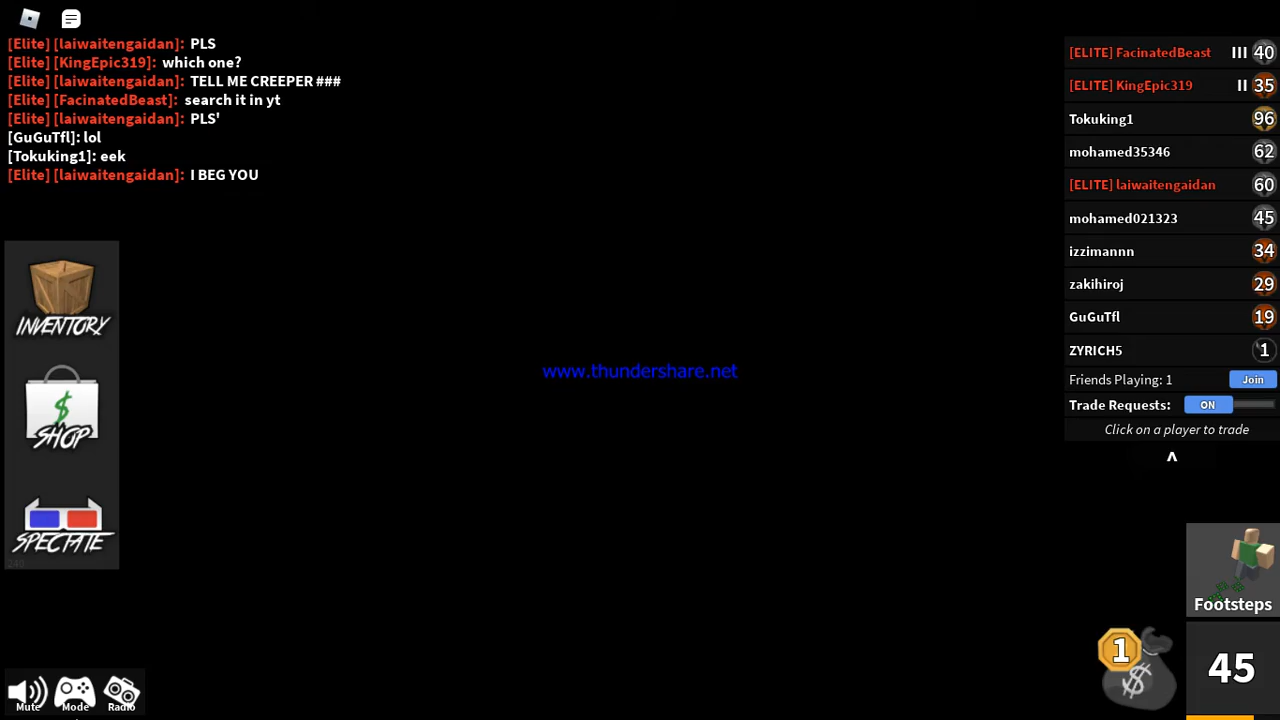 [Elite] [laiwaitengaidan]: PLS
[Elite] [KingEpic319]: which one?
[Elite] [laiwaitengaidan]: TELL ME CREEPER ###
[Elite] [FacinatedBeast]: search it in yt
[Elite] [laiwaitengaidan]: PLS'
[GuGuTfl]: lol
[Tokuking1]: eek
[Elite] [laiwaitengaidan]: I BEG YOU
[ELITE] FacinatedBeast III 40
[ELITE] KingEpic319 II 35
Tokuking1 96
mohamed35346 62
[ELITE] laiwaitengaidan 60
mohamed021323 45
izzimannn 34
zakihiroj 29
GuGuTfl 19
ZYRICH5 1
Friends Playing: 1 Join
Trade Requests: ON
Click on a player to trade
^
INVENTORY
$
SHOP
SPECTATE
www.thundershare.net
Footsteps
1
$
45
Mute
Mode
Radio